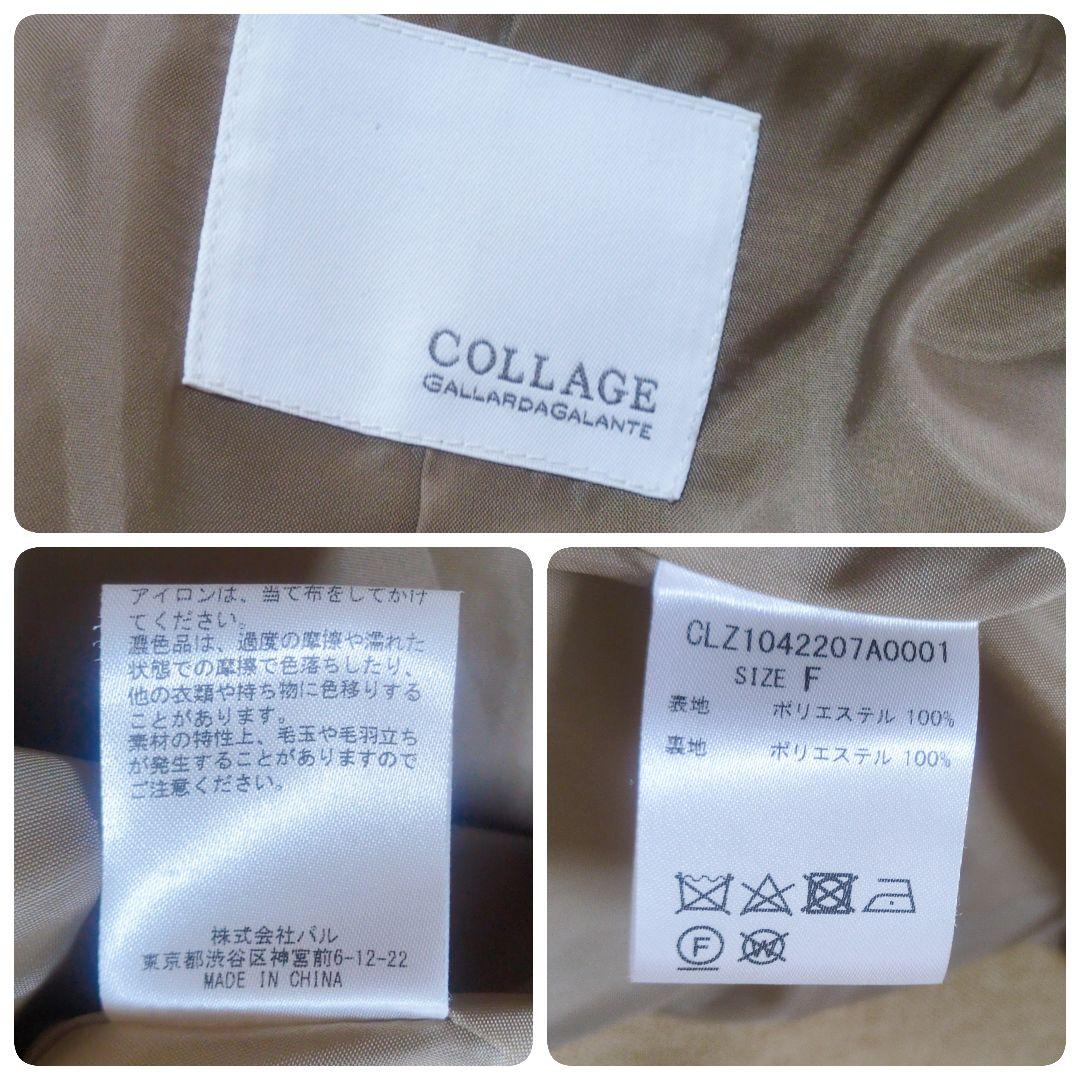 COLLAGE
GALLARDAGALANTE
アイロンは、当て布をしてかけ
てください。
濃色品は、過度の摩擦や濡れた
状態での摩擦で色落ちしたり、
他の衣類や持ち物に色移りする
ことがあります。
素材の特性上、毛玉や毛羽立ち
が発生することがありますので
ご注意ください。
株式会社パル
東京都渋谷区神宮前6-12-22
MADE IN CHINA
CLZ1042207A0001
SIZE F
表地 ポリエステル 100%
裏地 ポリエステル 100%
F
W